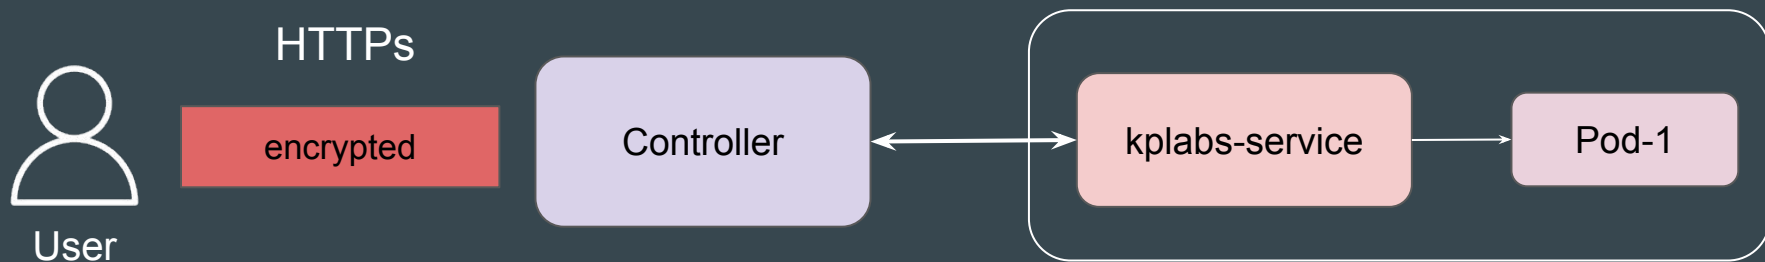 HTTPs
encrypted
Controller
kplabs-service
Pod-1
User